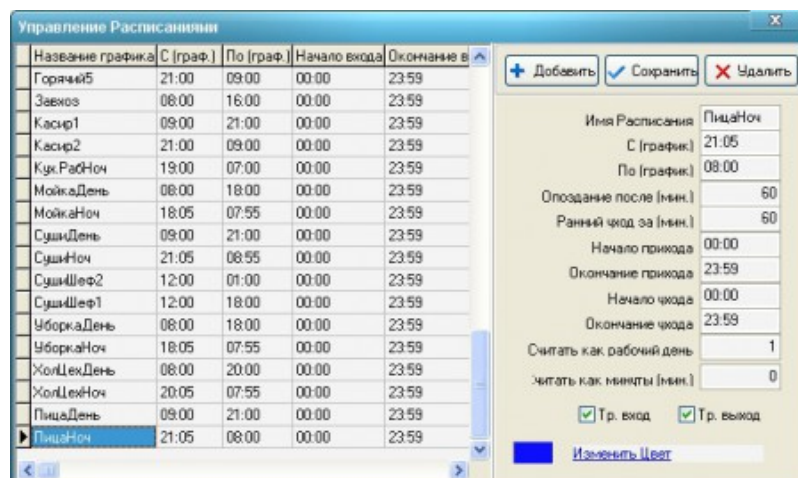 Управление Расписаниями
Название графика С (граф.) По (граф.) Начало входа Окончание в
Горячий5 21:00 09:00 00:00 23:59
Завхоз 08:00 16:00 00:00 23:59
Касир1 09:00 21:00 00:00 23:59
Касир2 21:00 09:00 00:00 23:59
Кух.РабНоч 19:00 07:00 00:00 23:59
МойкаДень 08:00 18:00 00:00 23:59
МойкаНоч 18:05 07:55 00:00 23:59
СушиДень 09:00 21:00 00:00 23:59
СушиНоч 21:05 08:55 00:00 23:59
СушиШеф2 12:00 01:00 00:00 23:59
СушиШеф1 12:00 18:00 00:00 23:59
УборкаДень 08:00 18:00 00:00 23:59
УборкаНоч 18:05 07:55 00:00 23:59
ХолЦехДень 08:00 20:00 00:00 23:59
ХолЦехНоч 20:05 07:55 00:00 23:59
ПицаДень 09:00 21:00 00:00 23:59
ПицаНоч 21:05 08:00 00:00 23:59
Добавить Сохранить Удалить
Имя Расписания ПицаНоч
С (график) 21:05
По (график) 08:00
Опоздание после (мин.) 60
Ранний уход за (мин.) 60
Начало прихода 00:00
Окончание прихода 23:59
Начало ухода 00:00
Окончание ухода 23:59
Считать как рабочий день 1
читать как минуты (мин.) 0
Тр. вход Тр. выход
Изменить Цвет